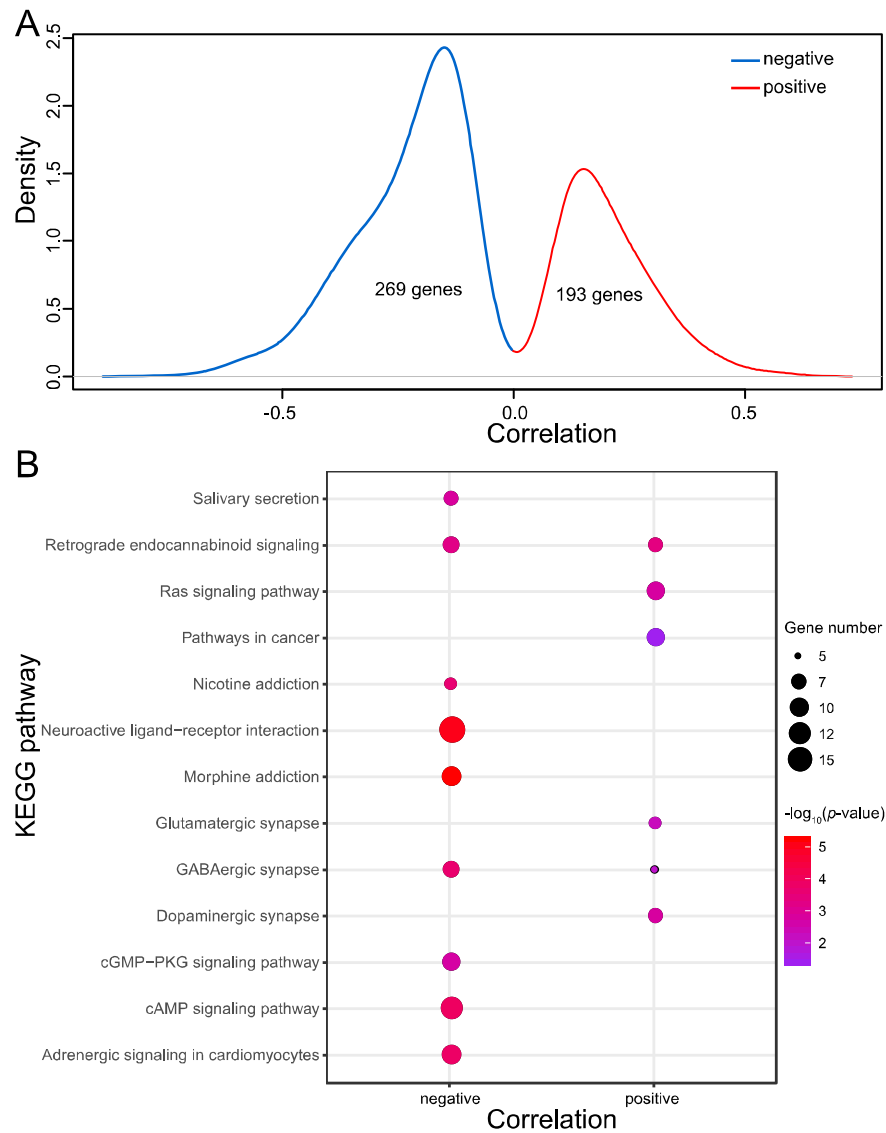 A
2.5
2.0
1.5
1.0
0.5
0.0
Density
negative
positive
269 genes
193 genes
-0.5
0.0
0.5
Correlation
B
KEGG pathway
Salivary secretion
Retrograde endocannabinoid signaling
Ras signaling pathway
Pathways in cancer
Nicotine addiction
Neuroactive ligand−receptor interaction
Morphine addiction
Glutamatergic synapse
GABAergic synapse
Dopaminergic synapse
cGMP−PKG signaling pathway
cAMP signaling pathway
Adrenergic signaling in cardiomyocytes
negative
positive
Correlation
Gene number
5
7
10
12
15
-log10(p-value)
5
4
3
2